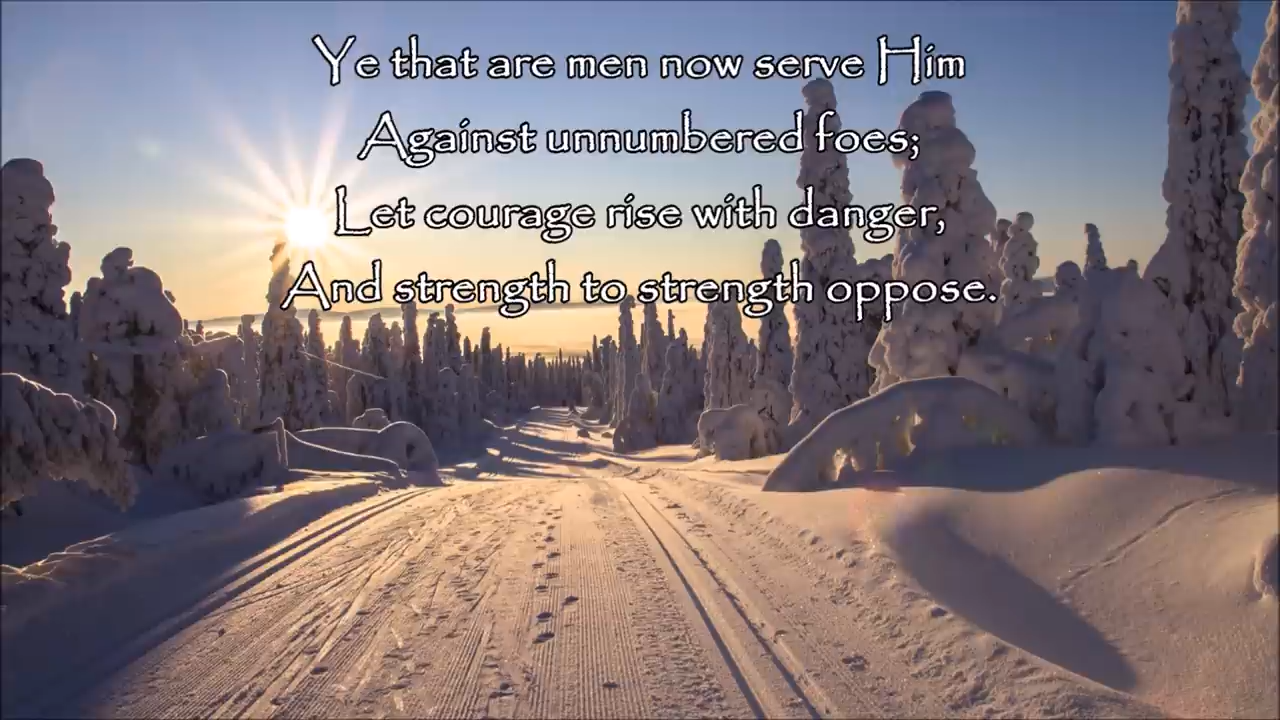 Ye that are men now serve Him
Against unnumbered foes;
Let courage rise with danger,
And strength to strength oppose.